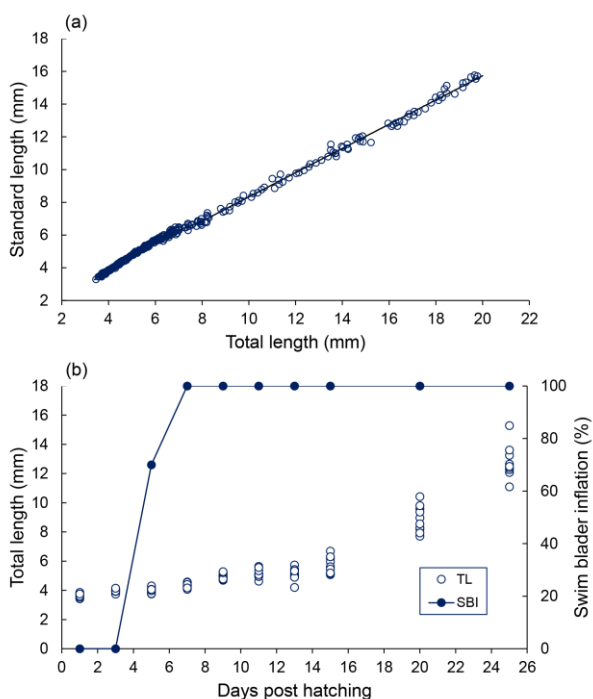 (a)
Standard length (mm)
18
16
14
12
10
8
6
4
2
2 4 6 8 10 12 14 16 18 20 22
Total length (mm)
(b)
Total length (mm)
18
16
14
12
10
8
6
4
2
0
100
80
60
40
20
0
Swim blader inflation (%)
TL
SBI
0 2 4 6 8 10 12 14 16 18 20 22 24 26
Days post hatching